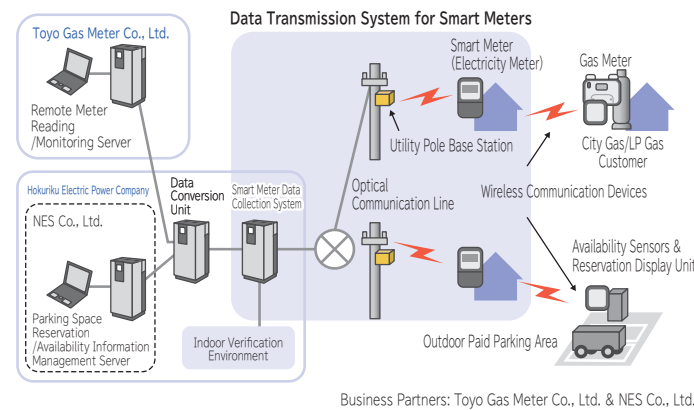 Data Transmission System for Smart Meters
Toyo Gas Meter Co., Ltd.
Remote Meter
Reading
/Monitoring Server
Smart Meter
(Electricity Meter)
Gas Meter
Utility Pole Base Station
City Gas/LP Gas
Customer
Hokuriku Electric Power Company
Data
Conversion
Unit
Smart Meter Data
Collection System
Optical
Communication Line
Wireless Communication Devices
NES Co., Ltd.
Parking Space
Reservation
/Availability Information
Management Server
Indoor Verification
Environment
Availability Sensors &
Reservation Display Unit
Outdoor Paid Parking Area
Business Partners: Toyo Gas Meter Co., Ltd. & NES Co., Ltd.